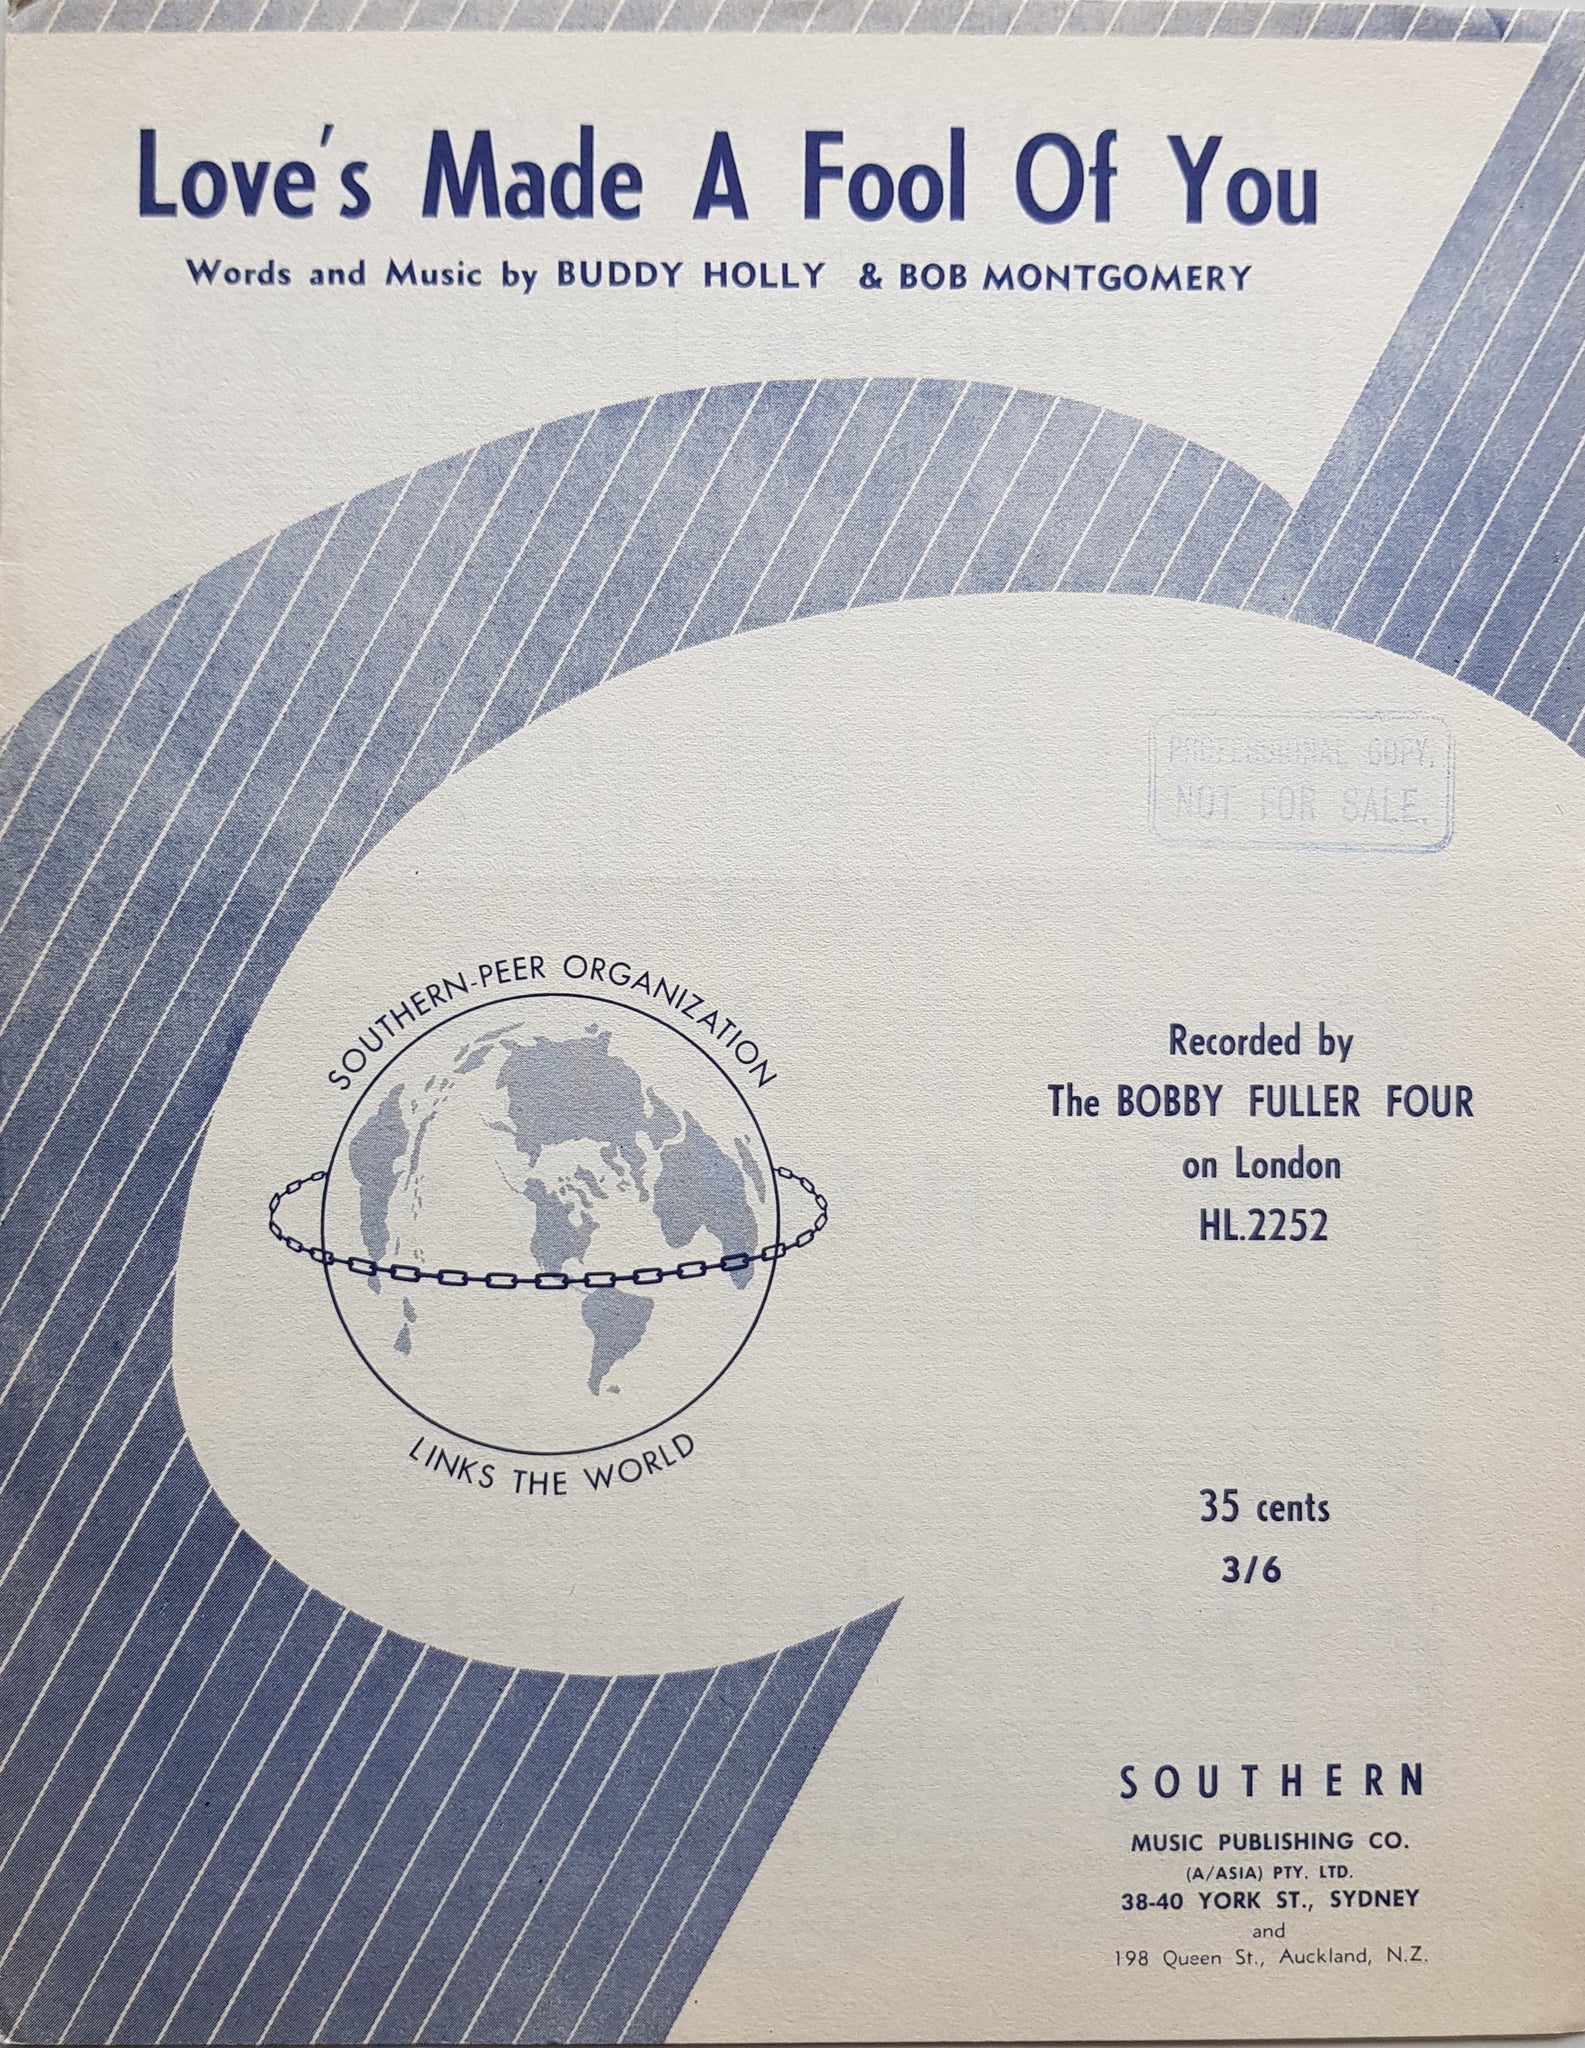 Love's Made A Fool Of You
Words and Music by BUDDY HOLLY & BOB MONTGOMERY
PROFESSIONAL COPY.
NOT FOR SALE.
SOUTHERN-PEER ORGANIZATION
LINKS THE WORLD
Recorded by
The BOBBY FULLER FOUR
on London
HL.2252
35 cents
3/6
SOUTHERN
MUSIC PUBLISHING CO.
(A/ASIA) PTY. LTD.
38-40 YORK ST., SYDNEY
and
198 Queen St., Auckland, N.Z.